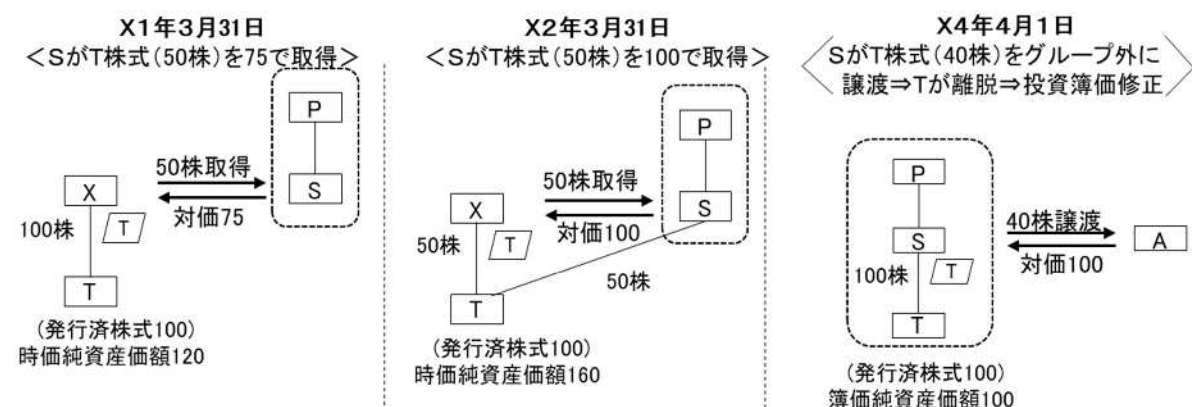 X1年3月31日
<SがT株式(50株)を75で取得>
P
S
50株取得
対価75
X
100株
T
T
(発行済株式100)
時価純資産価額120
X2年3月31日
<SがT株式(50株)を100で取得>
P
S
50株取得
対価100
X
50株
T
50株
T
(発行済株式100)
時価純資産価額160
X4年4月1日
SがT株式(40株)をグループ外に
譲渡⇒Tが離脱⇒投資簿価修正
P
S
40株譲渡
対価100
A
100株
T
T
(発行済株式100)
簿価純資産価額100